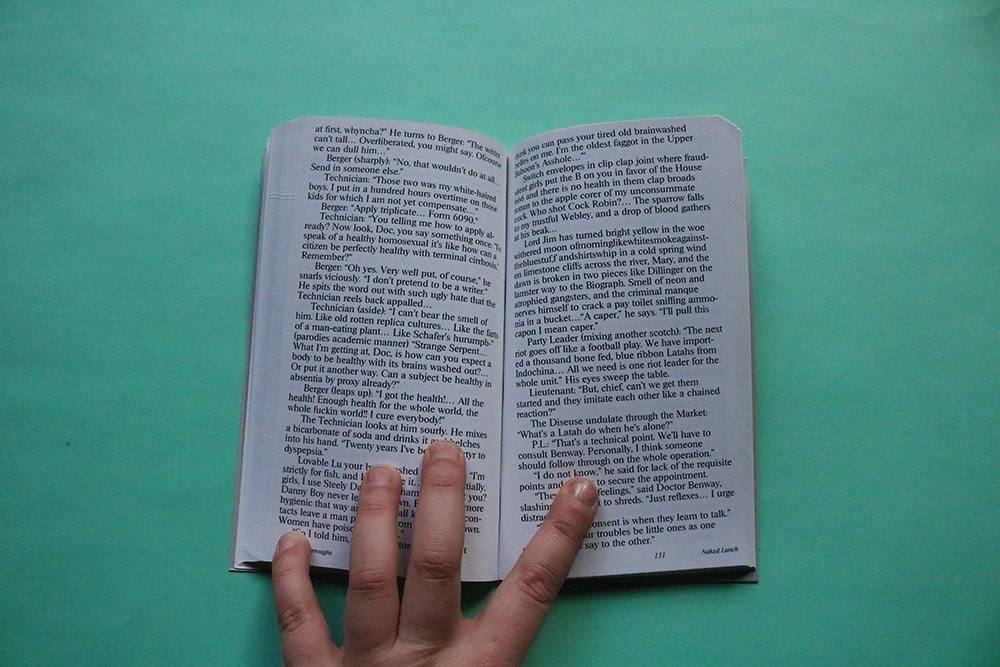 at first, whyncha?" He turns to Berger: "The writer
can't tall... Overliberated, you might say. Ofcourse
we can dull him..."
Berger (sharply): "No, that wouldn't do at all...
Send in someone else."
Technician: "Those two was my white-haired
boys. I put in a hundred hours overtime on those
kids for which I am not yet compensate..."
Berger: "Apply triplicate... Form 6090."
Technician: "You telling me how to apply al-
ready? Now look, Doc, you say something once. 'To
speak of a healthy homosexual it's like how can a
citizen be perfectly healthy with terminal cirrhosis.'
Remember?"
Berger: "Oh yes. Very well put, of course," he
snarls viciously. "I don't pretend to be a writer."
He spits the word out with such ugly hate that the
Technician reels back appalled...
Technician (aside): "I can't bear the smell of
him. Like old rotten replica cultures... Like the farts
of a man-eating plant... Like Schafer's hurumph-"
(parodies academic manner) "Strange Serpent...
What I'm getting at, Doc, is how can you expect a
body to be healthy with its brains washed out?...
Or put it another way. Can a subject be healthy in
absentia by proxy already?"
Berger (leaps up): "I got the health!... All the
health! Enough health for the whole world, the
whole fuckin world!! I cure everybody!"
The Technician looks at him sourly. He mixes
a bicarbonate of soda and drinks it and belches
into his hand. "Twenty years I've be to
dyspepsia."
Lovable Lu your "I'm
strictly for fish, and I it...
girls, I use Steely Da you?
Danny Boy never more
hygienic that way con-
tacts leave a man
Women have
"So I told him,
think you can pass your tired old brainwashed
belles on me. I'm the oldest faggot in the Upper
Baboon's Asshole...'"
Switch envelopes in clip clap joint where fraud-
ulent girls put the B on you in favor of the House
666 and there is no health in them clap broads
rotten to the apple corer of my unconsummate
cock. Who shot Cock Robin?... The sparrow falls
to my trustful Webley, and a drop of blood gathers
at his beak...
Lord Jim has turned bright yellow in the woe
withered moon ofmorninglikewhitesmokeagainst-
thebluestuf,f andshirtswhip in a cold spring wind
on limestone cliffs across the river, Mary, and the
dawn is broken in two pieces like Dillinger on the
lamster way to the Biograph. Smell of neon and
atrophied gangsters, and the criminal manque
nerves himself to crack a pay toilet sniffing ammo-
nia in a bucket..."A caper," he says. "I'll pull this
capon I mean caper."
Party Leader (mixing another scotch): "The next
riot goes off like a football play. We have import-
ed a thousand bone fed, blue ribbon Latahs from
Indochina... All we need is one riot leader for the
whole unit." His eyes sweep the table.
Lieutenant: "But, chief, can't we get them
started and they imitate each other like a chained
reaction?"
The Diseuse undulate through the Market:
"What's a Latah do when he's alone?"
P.L.: "That's a technical point. We'll have to
consult Benway. Personally, I think someone
should follow through on the whole operation."
"I do not know," he said for lack of the requisite
points and to secure the appointment.
"They feelings," said Doctor Benway,
slashing to shreds. "Just reflexes... I urge
distrac
consent is when they learn to talk."
ur troubles be little ones as one
say to the other."
131 Naked Lunch